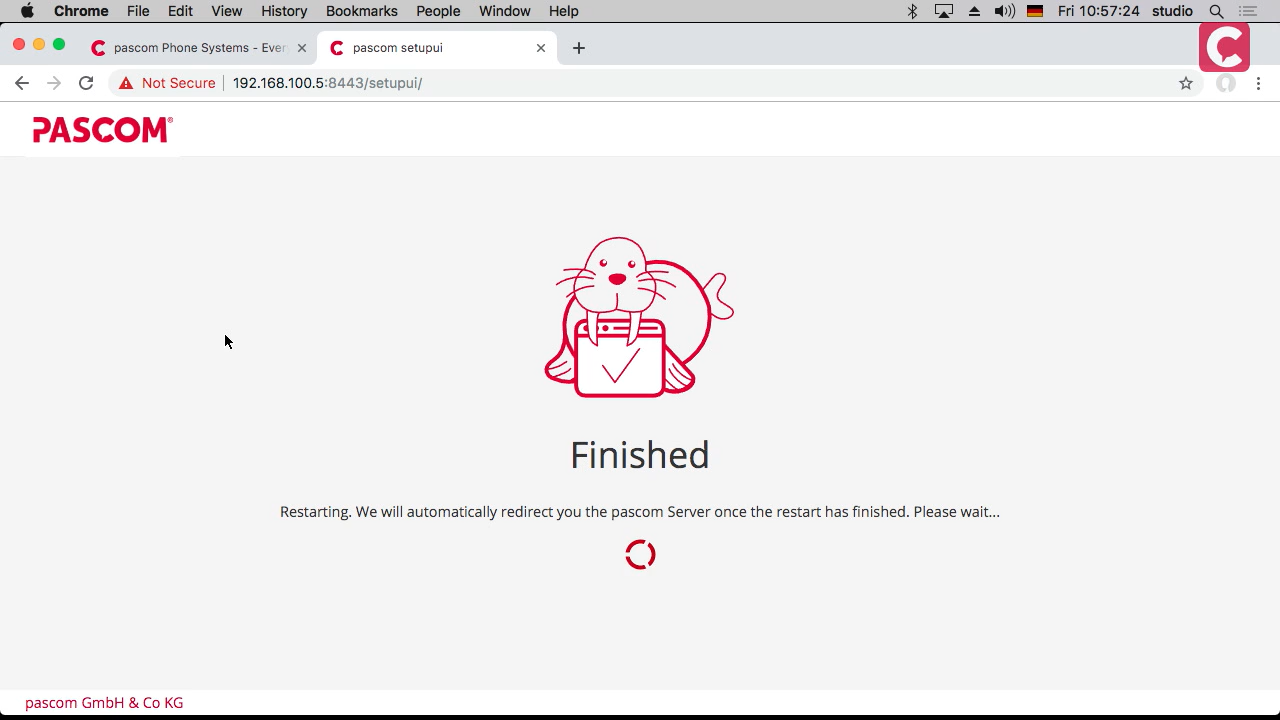 Chrome File Edit View History Bookmarks People Window Help Fri 10:57:24 studio
pascom Phone Systems - Ever pascom setupui
Not Secure 192.168.100.5:8443/setupui/
PASCOM®
Finished
Restarting. We will automatically redirect you the pascom Server once the restart has finished. Please wait...
pascom GmbH & Co KG